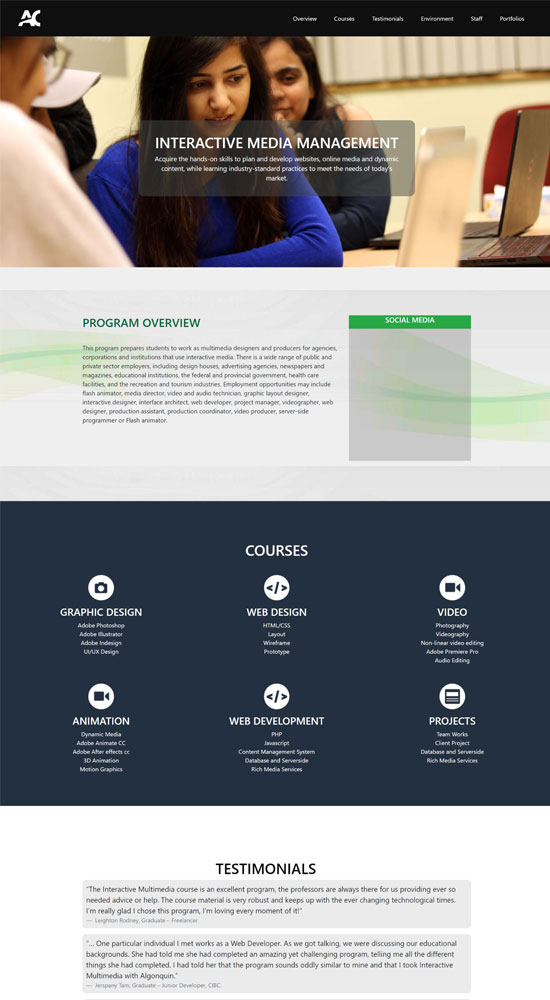 AC
Overview Courses Testimonials Environment Staff Portfolios
INTERACTIVE MEDIA MANAGEMENT
Acquire the hands-on skills to plan and develop websites, online media and dynamic
content, while learning industry-standard practices to meet the needs of today's
market.
PROGRAM OVERVIEW
This program prepares students to work as multimedia designers and producers for agencies,
corporations and institutions that use interactive media. There is a wide range of public and
private sector employers, including design houses, advertising agencies, newspapers and
magazines, educational institutions, the federal and provincial government, health care
facilities, and the recreation and tourism industries. Employment opportunities may include
flash animator, media director, video and audio technician, graphic layout designer,
interactive designer, interface architect, web developer, project manager, videographer, web
designer, production assistant, production coordinator, video producer, server-side
programmer or Flash animator.
SOCIAL MEDIA
COURSES
GRAPHIC DESIGN
Adobe Photoshop
Adobe Illustrator
Adobe Indesign
UI/UX Design
</>
WEB DESIGN
HTML/CSS
Layout
Wireframe
Prototype
VIDEO
Photography
Videography
Non-linear video editing
Adobe Premiere Pro
Audio Editing
ANIMATION
Dynamic Media
Adobe Animate CC
Adobe After effects cc
3D Animation
Motion Graphics
</>
WEB DEVELOPMENT
PHP
Javascript
Content Management System
Database and Serverside
Rich Media Services
PROJECTS
Team Works
Client Project
Database and Serverside
Rich Media Services
TESTIMONIALS
"The Interactive Multimedia course is an excellent program, the professors are always there for us providing ever so
needed advice or help. The course material is very robust and keeps up with the ever changing technological times.
I'm really glad I chose this program, I'm loving every moment of it!"
— Leighton Rodney, Graduate – Freelancer
"... One particular individual I met works as a Web Developer. As we got talking, we were discussing our educational
backgrounds. She had told me she had completed an amazing yet challenging program, telling me all the different
things she had completed. I had told her that the program sounds oddly similar to mine and that I took Interactive
Multimedia with Algonquin."
— Jerspany Tam, Graduate – Junior Developer, CIBC.